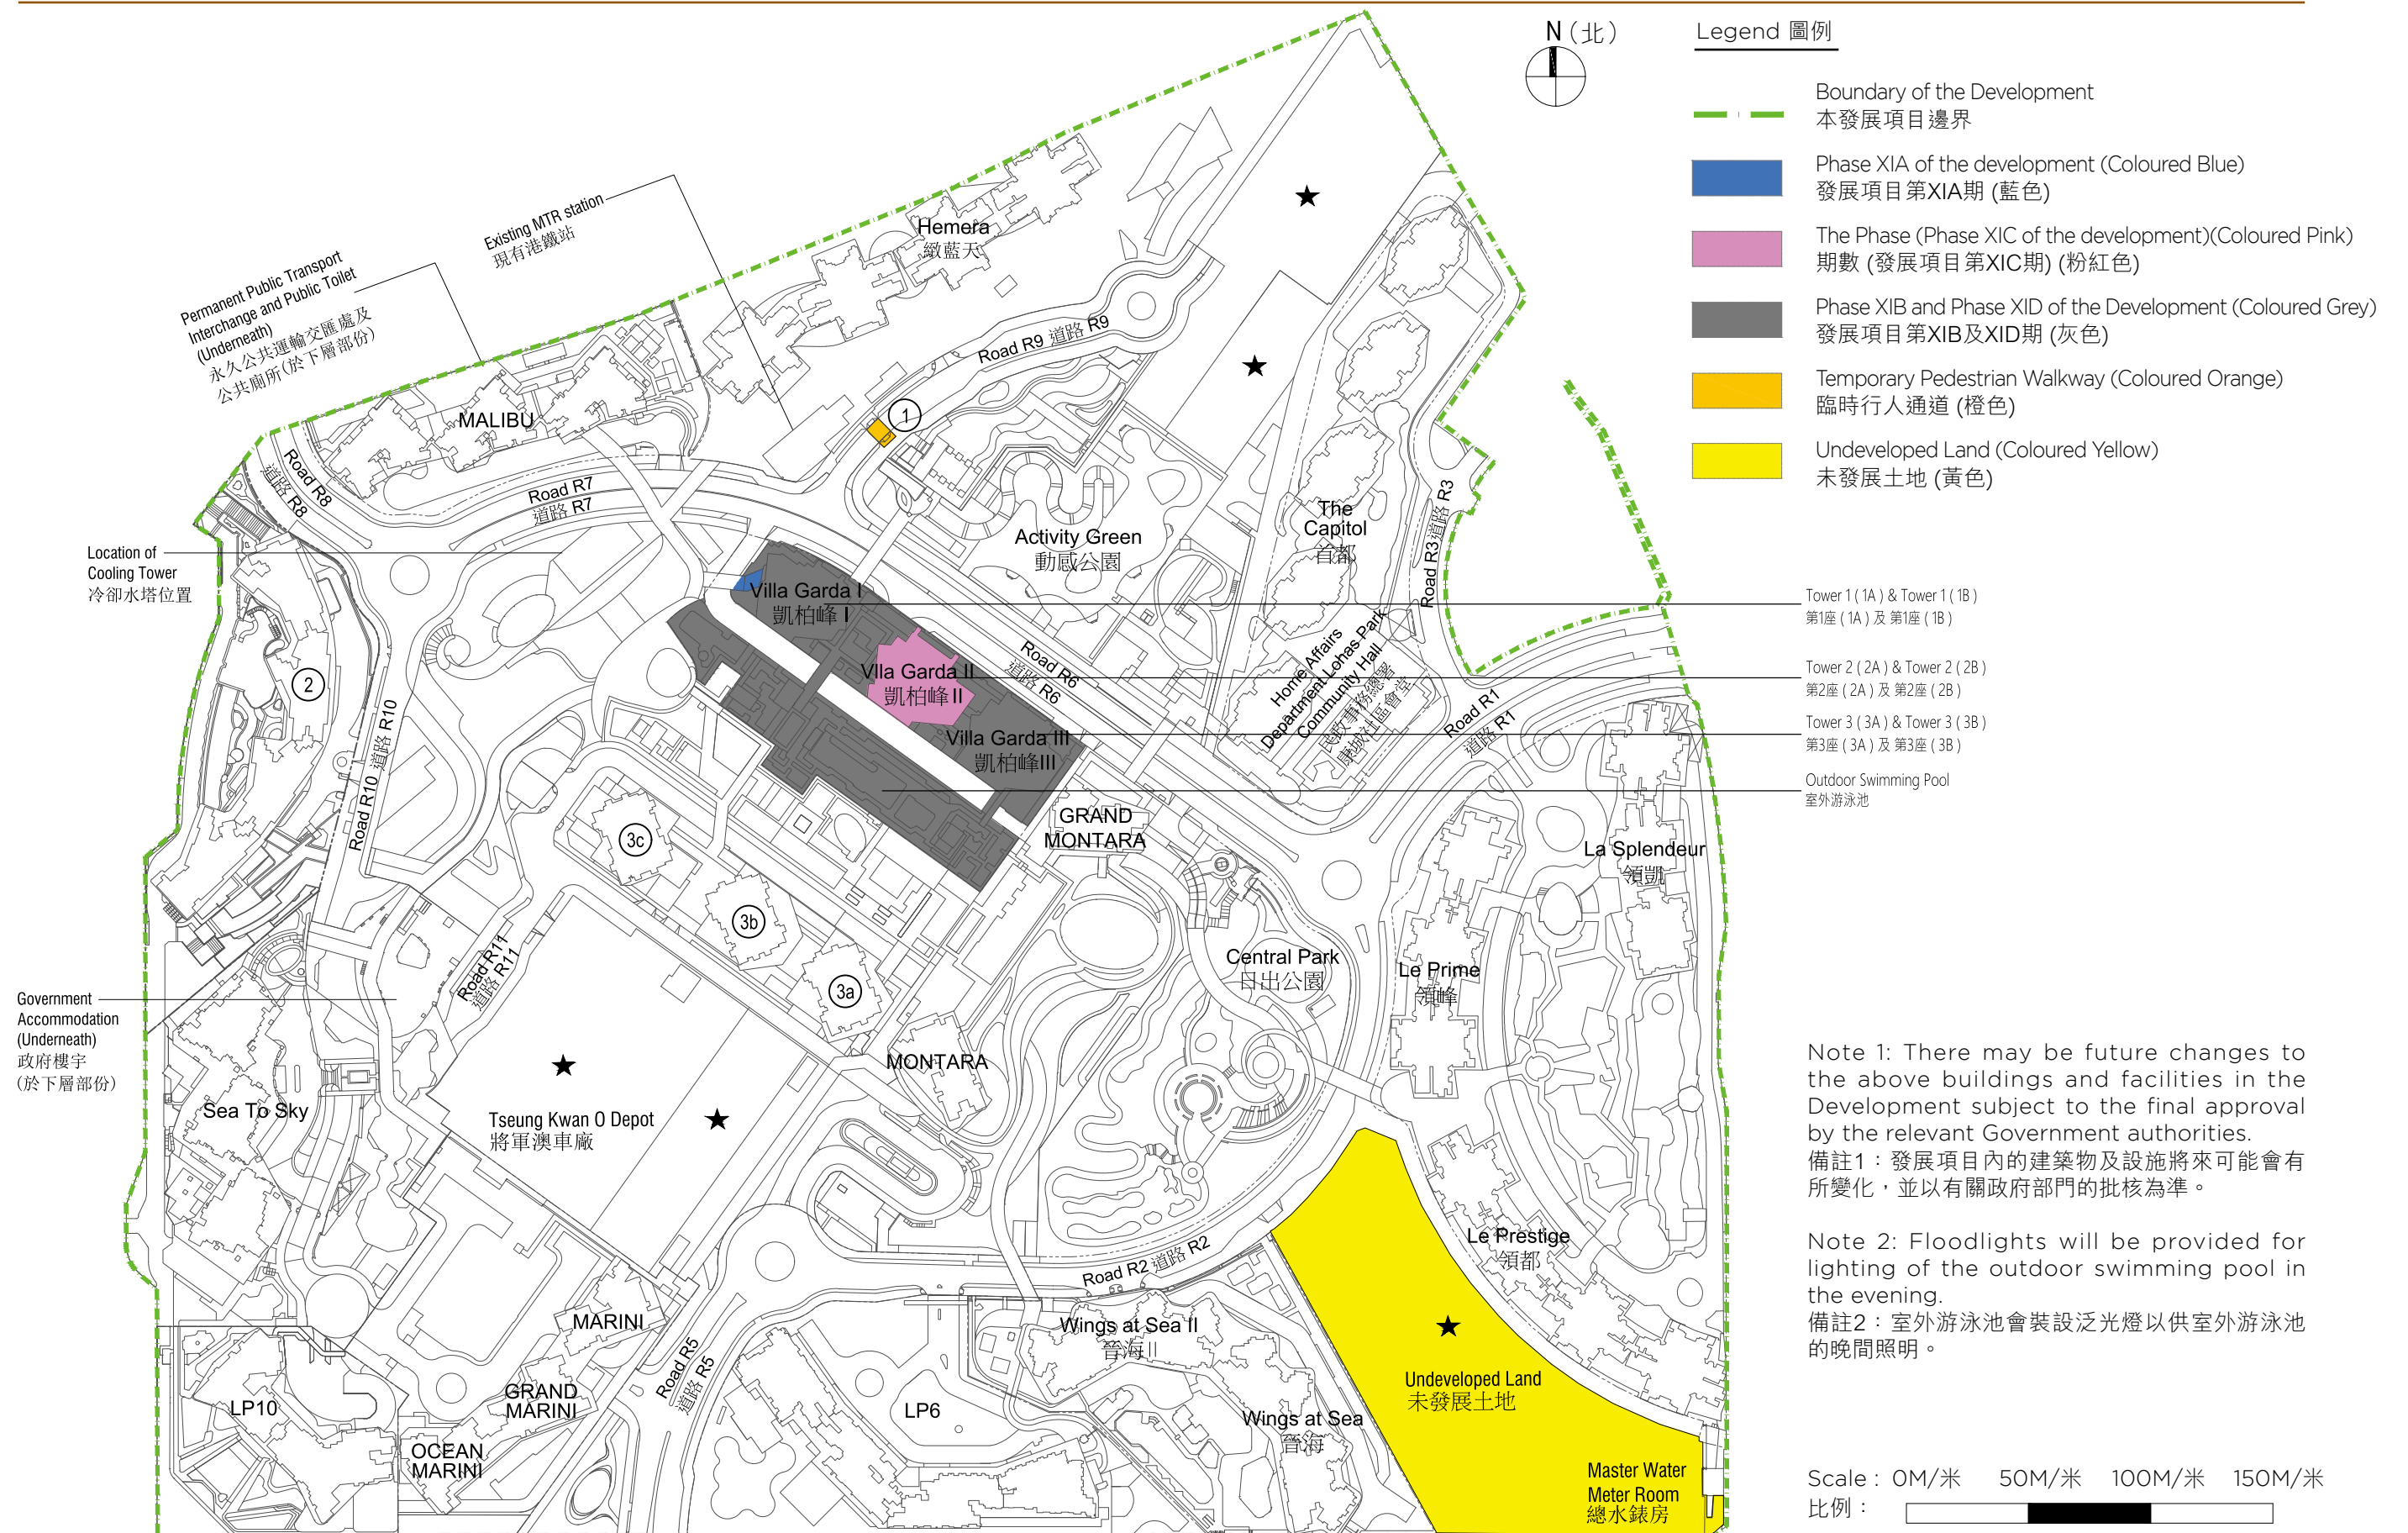 N (北)
Legend 圖例
Boundary of the Development
本發展項目邊界
Phase XIA of the development (Coloured Blue)
發展項目第XIA期 (藍色)
The Phase (Phase XIC of the development)(Coloured Pink)
期數 (發展項目第XIC期) (粉紅色)
Phase XIB and Phase XID of the Development (Coloured Grey)
發展項目第XIB及XID期 (灰色)
Temporary Pedestrian Walkway (Coloured Orange)
臨時行人通道 (橙色)
Undeveloped Land (Coloured Yellow)
未發展土地 (黃色)
Existing MTR station
現有港鐵站
Permanent Public Transport
Interchange and Public Toilet
(Underneath)
永久公共運輸交匯處及
公共廁所(於下層部份)
Hemera
緻藍天
MALIBU
Road R9 道路 R9
1
Road R8
道路 R8
Road R7
道路 R7
Activity Green
動感公園
The
Capitol
首都
Road R3 道路 R3
Location of
Cooling Tower
冷卻水塔位置
Villa Garda I
凱柏峰 I
Tower 1 ( 1A ) & Tower 1 ( 1B )
第1座 ( 1A ) 及 第1座 ( 1B )
Vlla Garda II
凱柏峰 II
Tower 2 ( 2A ) & Tower 2 ( 2B )
第2座 ( 2A ) 及 第2座 ( 2B )
Villa Garda III
凱柏峰III
Tower 3 ( 3A ) & Tower 3 ( 3B )
第3座 ( 3A ) 及 第3座 ( 3B )
Outdoor Swimming Pool
室外游泳池
Road R6
道路 R6
Home Affairs
Department Lohas Park
Community Hall
民政事務總署
康城社區會堂
Road R1
道路 R1
2
Road R10 道路 R10
3c
3b
3a
GRAND
MONTARA
La Splendeur
領凱
Road R11
道路 R11
Central Park
日出公園
Le Prime
領峰
Government
Accommodation
(Underneath)
政府樓宇
(於下層部份)
MONTARA
Sea To Sky
Tseung Kwan O Depot
將軍澳車廠
Note 1: There may be future changes to
the above buildings and facilities in the
Development subject to the final approval
by the relevant Government authorities.
備註1：發展項目內的建築物及設施將來可能會有
所變化，並以有關政府部門的批核為準。
Note 2: Floodlights will be provided for
lighting of the outdoor swimming pool in
the evening.
備註2：室外游泳池會裝設泛光燈以供室外游泳池
的晚間照明。
Le Prestige
領都
Road R2 道路 R2
MARINI
Wings at Sea II
晉海II
Road R5
道路 R5
GRAND
MARINI
LP10
LP6
Undeveloped Land
未發展土地
Wings at Sea
晉海
OCEAN
MARINI
Master Water
Meter Room
總水錶房
Scale : 0M/米 50M/米 100M/米 150M/米
比例 :